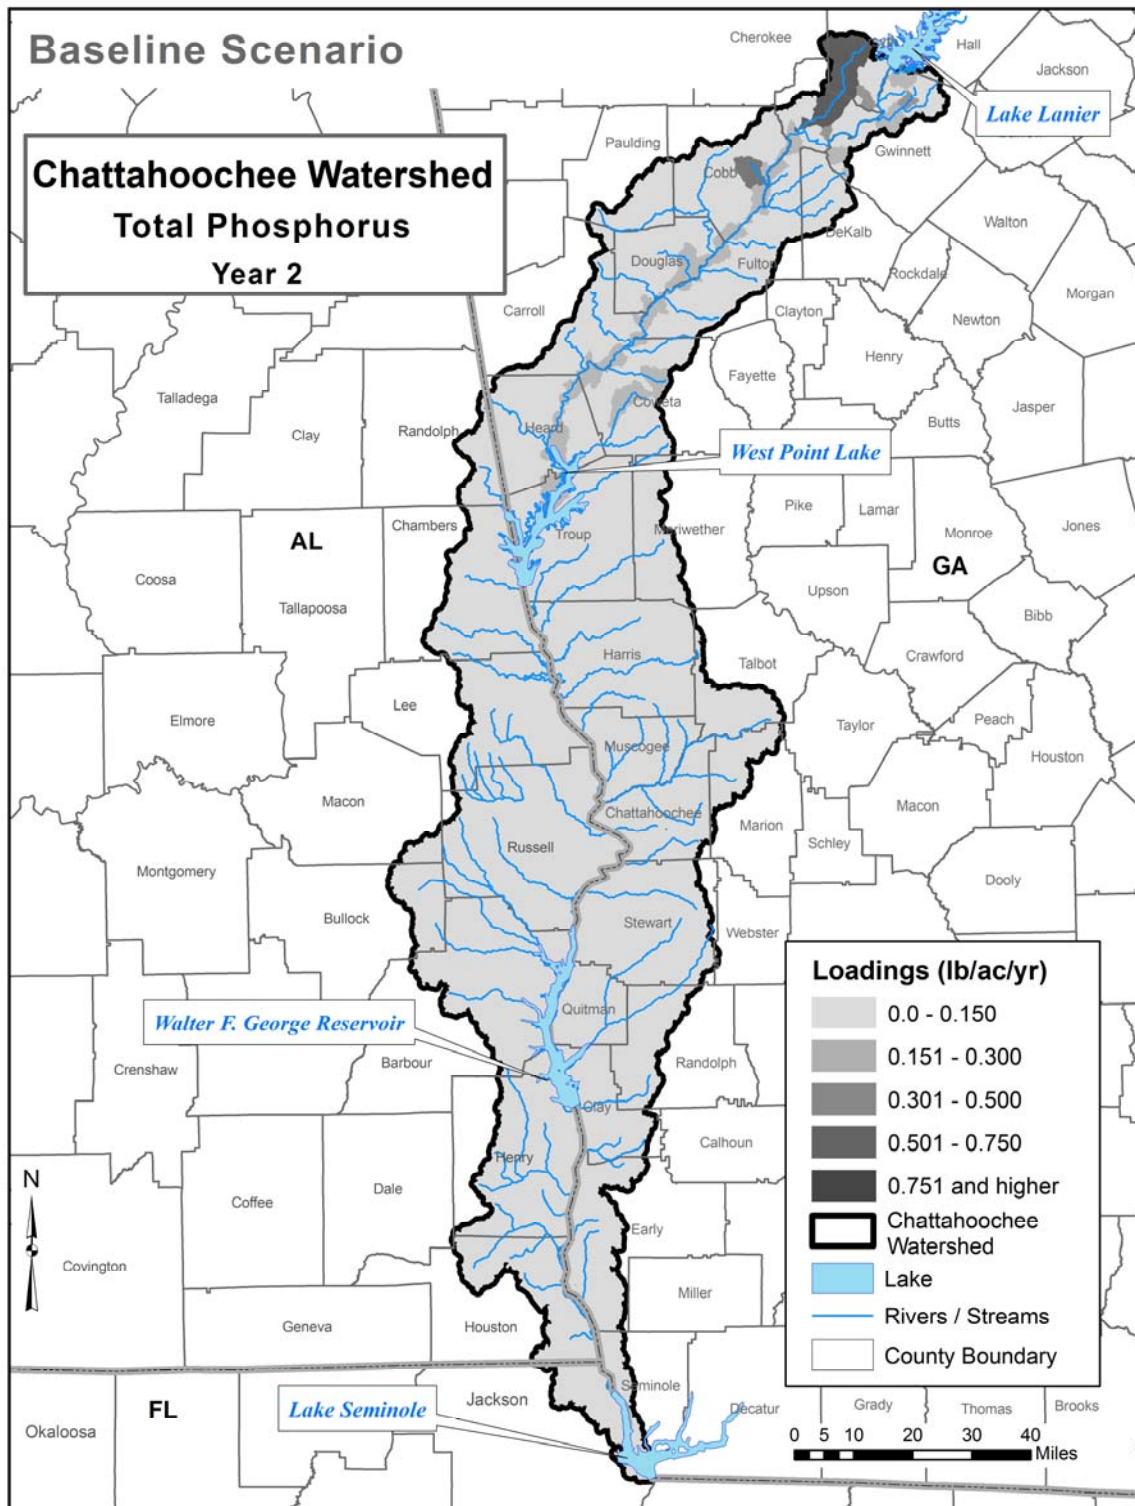 Baseline Scenario
Cherokee
Hall
Jackson
Lake Lanier
Chattahoochee Watershed
Total Phosphorus
Year 2
Paulding
Gwinnett
Cobb
Walton
DeKalb
Douglas
Fulton
Rockdale
Morgan
Carroll
Clayton
Newton
Henry
Fayette
Talladega
Coweta
Jasper
Butts
Clay
Randolph
Heard
West Point Lake
Pike
Lamar
Chambers
Troup
Meriwether
Monroe
Jones
AL
GA
Coosa
Upson
Tallapoosa
Bibb
Harris
Talbot
Crawford
Lee
Elmore
Taylor
Peach
Muscogee
Houston
Macon
Macon
Chattahoochee
Marion
Russell
Schley
Montgomery
Dooly
Bullock
Stewart
Webster
Quitman
Walter F. George Reservoir
Barbour
Randolph
Crenshaw
Clay
Calhoun
Henry
Dale
Coffee
Early
Covington
Miller
Geneva
Houston
Seminole
Jackson
Decatur
FL
Lake Seminole
Okaloosa
Grady
Thomas
Brooks
N
Loadings (lb/ac/yr)
0.0 - 0.150
0.151 - 0.300
0.301 - 0.500
0.501 - 0.750
0.751 and higher
Chattahoochee
Watershed
Lake
Rivers / Streams
County Boundary
0 5 10 20 30 40
Miles